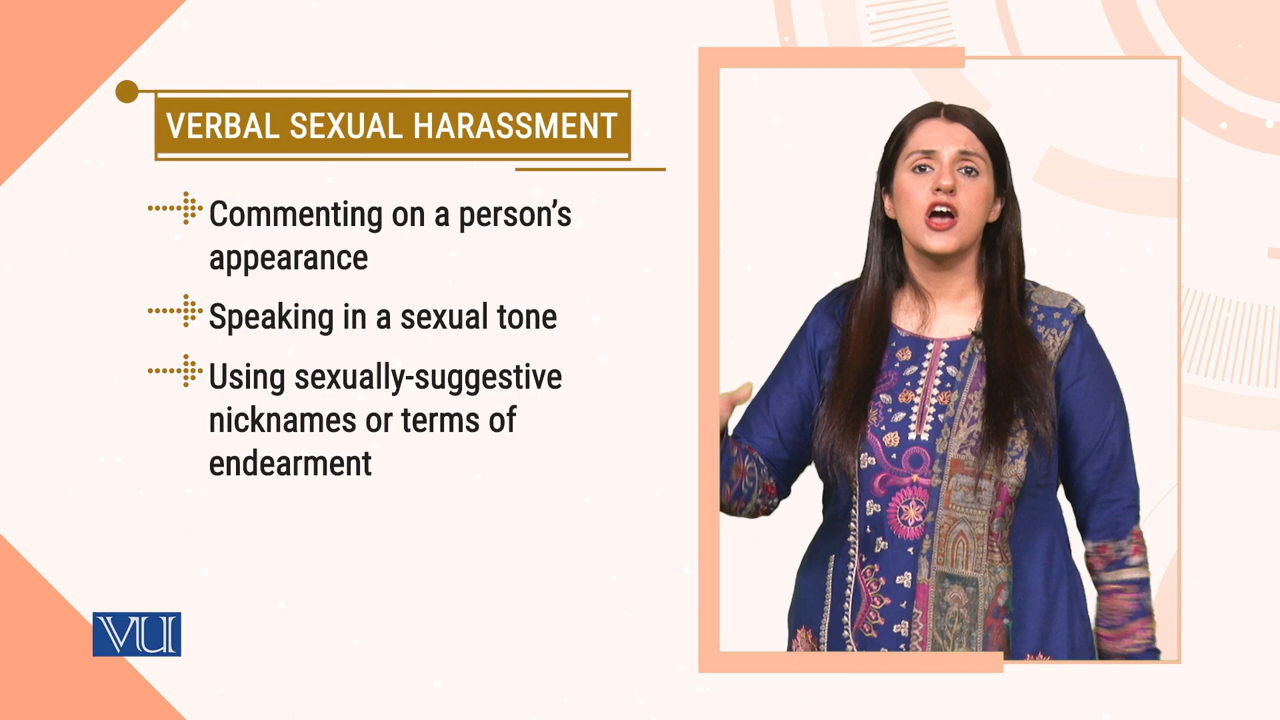 VERBAL SEXUAL HARASSMENT
Commenting on a person's
appearance
Speaking in a sexual tone
Using sexually-suggestive
nicknames or terms of
endearment
VU